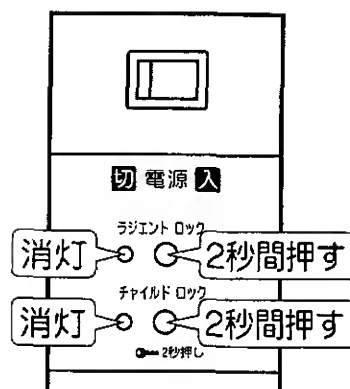 切 電源 入
ラジエント ロック
消灯 2秒間押す
チャイルド ロック
消灯 2秒間押す
2秒押し